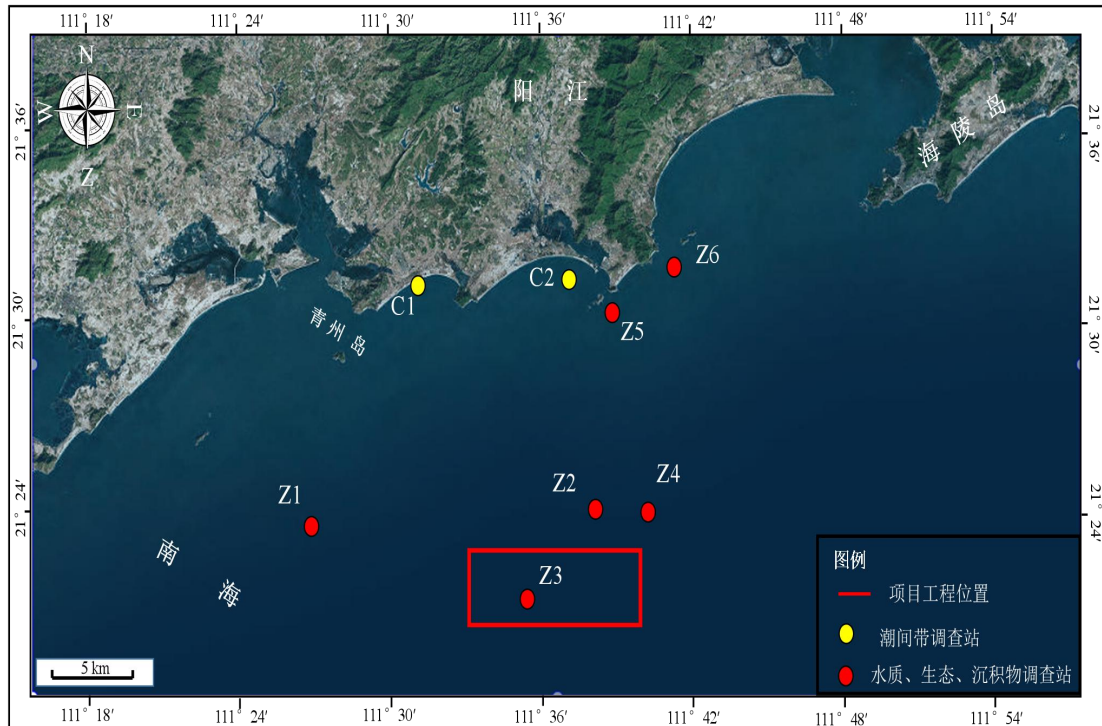 111° 18′ 111° 24′ 111° 30′ 111° 36′ 111° 42′ 111° 48′ 111° 54′
N
W E
Z
阳 江
海陵岛
21° 36′
21° 36′
Z6
C2
C1
Z5
青州岛
21° 30′
21° 30′
Z1
Z2
Z4
21° 24′
21° 24′
南海
Z3
图例
项目工程位置
潮间带调查站
水质、生态、沉积物调查站
5 km
111° 18′ 111° 24′ 111° 30′ 111° 36′ 111° 42′ 111° 48′ 111° 54′